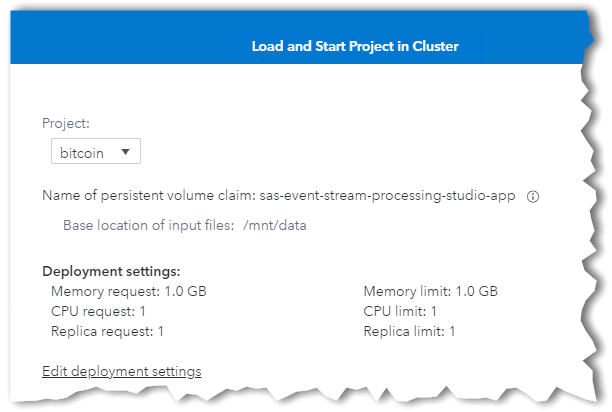 Load and Start Project in Cluster
Project:
bitcoin
Name of persistent volume claim: sas-event-stream-processing-studio-app
Base location of input files: /mnt/data
Deployment settings:
Memory request: 1.0 GB Memory limit: 1.0 GB
CPU request: 1 CPU limit: 1
Replica request: 1 Replica limit: 1
Edit deployment settings